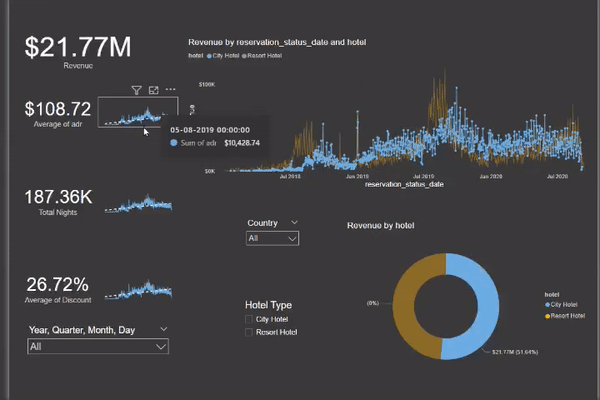 $21.77M
Revenue
$108.72
Average of adr
05-08-2019 00:00:00
Sum of adr $10,428.74
187.36K
Total Nights
26.72%
Average of Discount
Year, Quarter, Month, Day
All
Revenue by reservation_status_date and hotel
hotel City Hotel Resort Hotel
$100K
$0K
Jul 2018 Jan 2019 Jul 2019 Jan 2020 Jul 2020
reservation_status_date
Country
All
Hotel Type
City Hotel
Resort Hotel
Revenue by hotel
(0%)
$21.77M (51.64%)
hotel
City Hotel
Resort Hotel